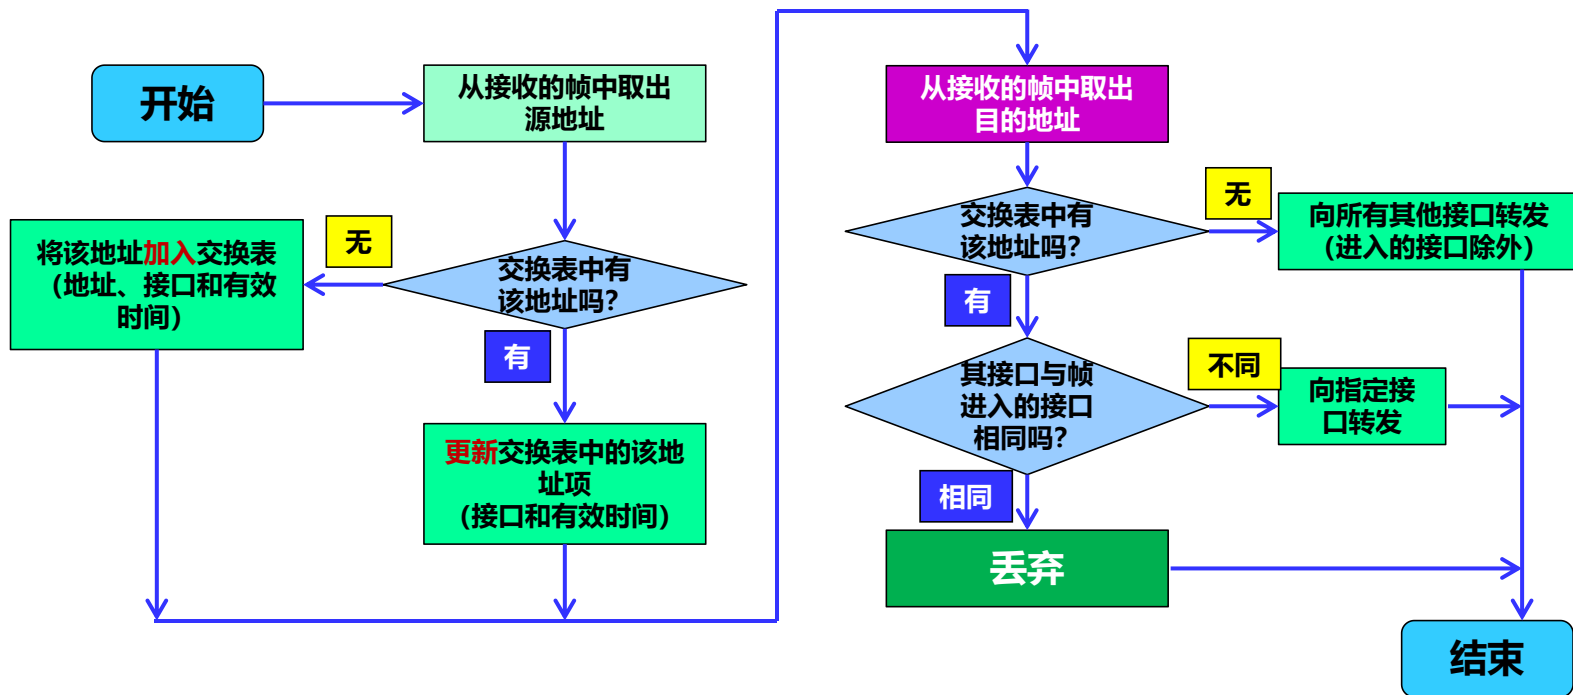 开始
从接收的帧中取出
源地址
无
交换表中有
该地址吗？
将该地址加入交换表
（地址、接口和有效
时间）
有
更新交换表中的该地
址项
（接口和有效时间）
从接收的帧中取出
目的地址
交换表中有
该地址吗？
无
向所有其他接口转发
（进入的接口除外）
有
其接口与帧
进入的接口
相同吗？
不同
向指定接
口转发
相同
丢弃
结束